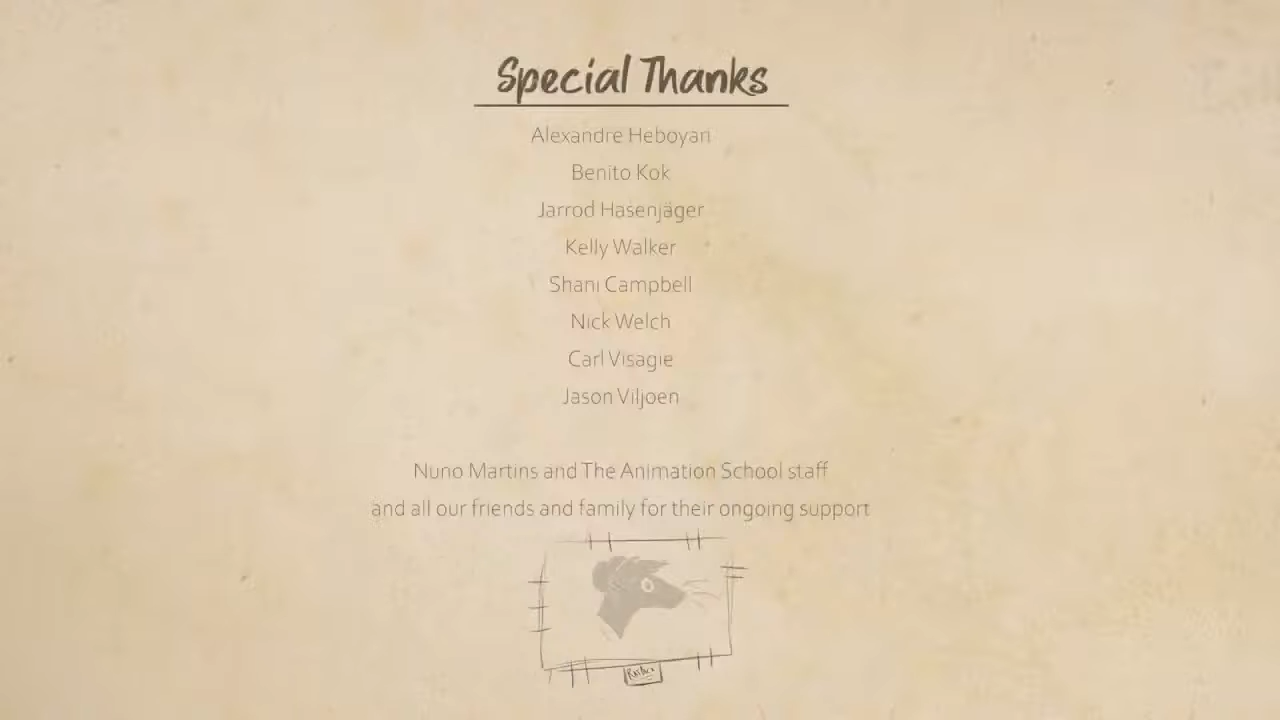 Special Thanks
Alexandre Heboyan
Benito Kok
Jarrod Hasenjäger
Kelly Walker
Shani Campbell
Nick Welch
Carl Visagie
Jason Viljoen
Nuno Martins and The Animation School staff
and all our friends and family for their ongoing support